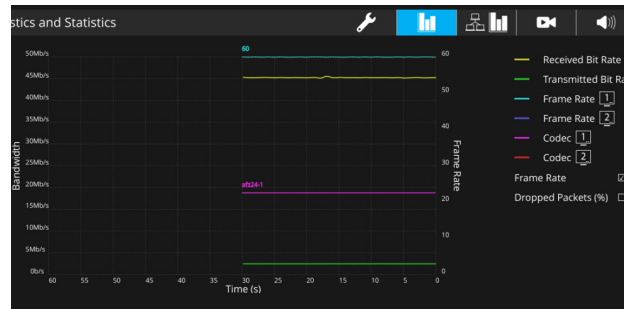 stics and Statistics
50Mb/s
45Mb/s
40Mb/s
35Mb/s
30Mb/s
25Mb/s
20Mb/s
15Mb/s
10Mb/s
5Mb/s
0b/s
Bandwidth
60
afs24-1
60
50
40
30
20
10
0
Frame Rate
60 55 50 45 40 35 30 25 20 15 10 5 0
Time (s)
Received Bit Rate
Transmitted Bit Ra
Frame Rate 1
Frame Rate 2
Codec 1
Codec 2
Frame Rate
Dropped Packets (%)